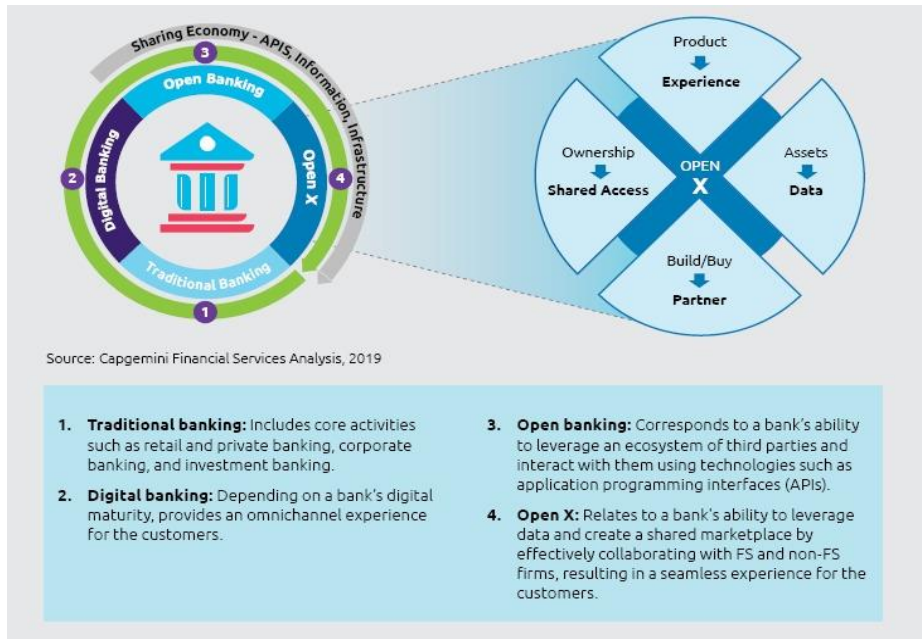 Sharing Economy - APIS, Information, Infrastructure
3
Open Banking
2
Digital Banking
Open X
4
Traditional Banking
1
Product
Experience
Ownership
Shared Access
OPEN
X
Assets
Data
Build/Buy
Partner
Source: Capgemini Financial Services Analysis, 2019
1. Traditional banking: Includes core activities
such as retail and private banking, corporate
banking, and investment banking.
2. Digital banking: Depending on a bank's digital
maturity, provides an omnichannel experience
for the customers.
3. Open banking: Corresponds to a bank's ability
to leverage an ecosystem of third parties and
interact with them using technologies such as
application programming interfaces (APIs).
4. Open X: Relates to a bank's ability to leverage
data and create a shared marketplace by
effectively collaborating with FS and non-FS
firms, resulting in a seamless experience for the
customers.